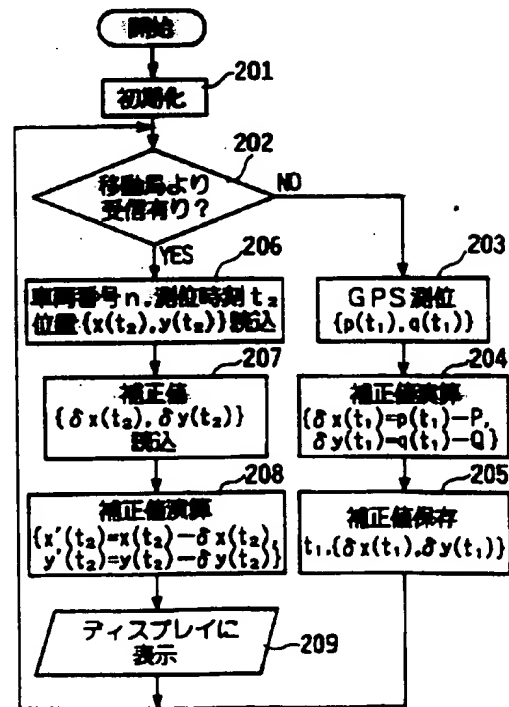 開始
201
初期化
202
移動局より
受信有り?
NO
YES
206
車両番号n,測位時刻t₂
位置{x(t₂),y(t₂)}読込
203
GPS測位
{p(t₁),q(t₁)}
207
補正値
{δx(t₂),δy(t₂)}
読込
204
補正値演算
{δx(t₁)=p(t₁)−P,
δy(t₁)=q(t₁)−Q}
208
補正値演算
{x'(t₂)=x(t₂)−δx(t₂),
y'(t₂)=y(t₂)−δy(t₂)}
205
補正値保存
t₁,{δx(t₁),δy(t₁)}
ディスプレイに
表示
209